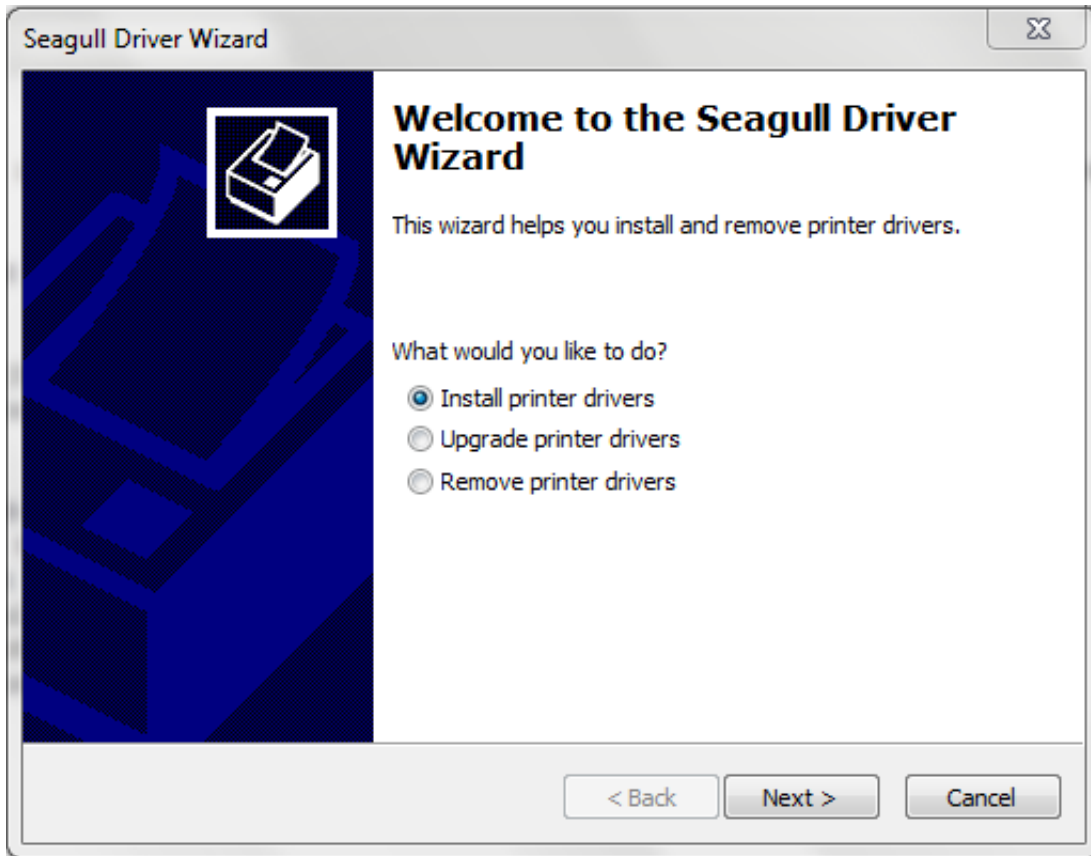 Seagull Driver Wizard
Welcome to the Seagull Driver
Wizard
This wizard helps you install and remove printer drivers.
What would you like to do?
Install printer drivers
Upgrade printer drivers
Remove printer drivers
< Back Next > Cancel